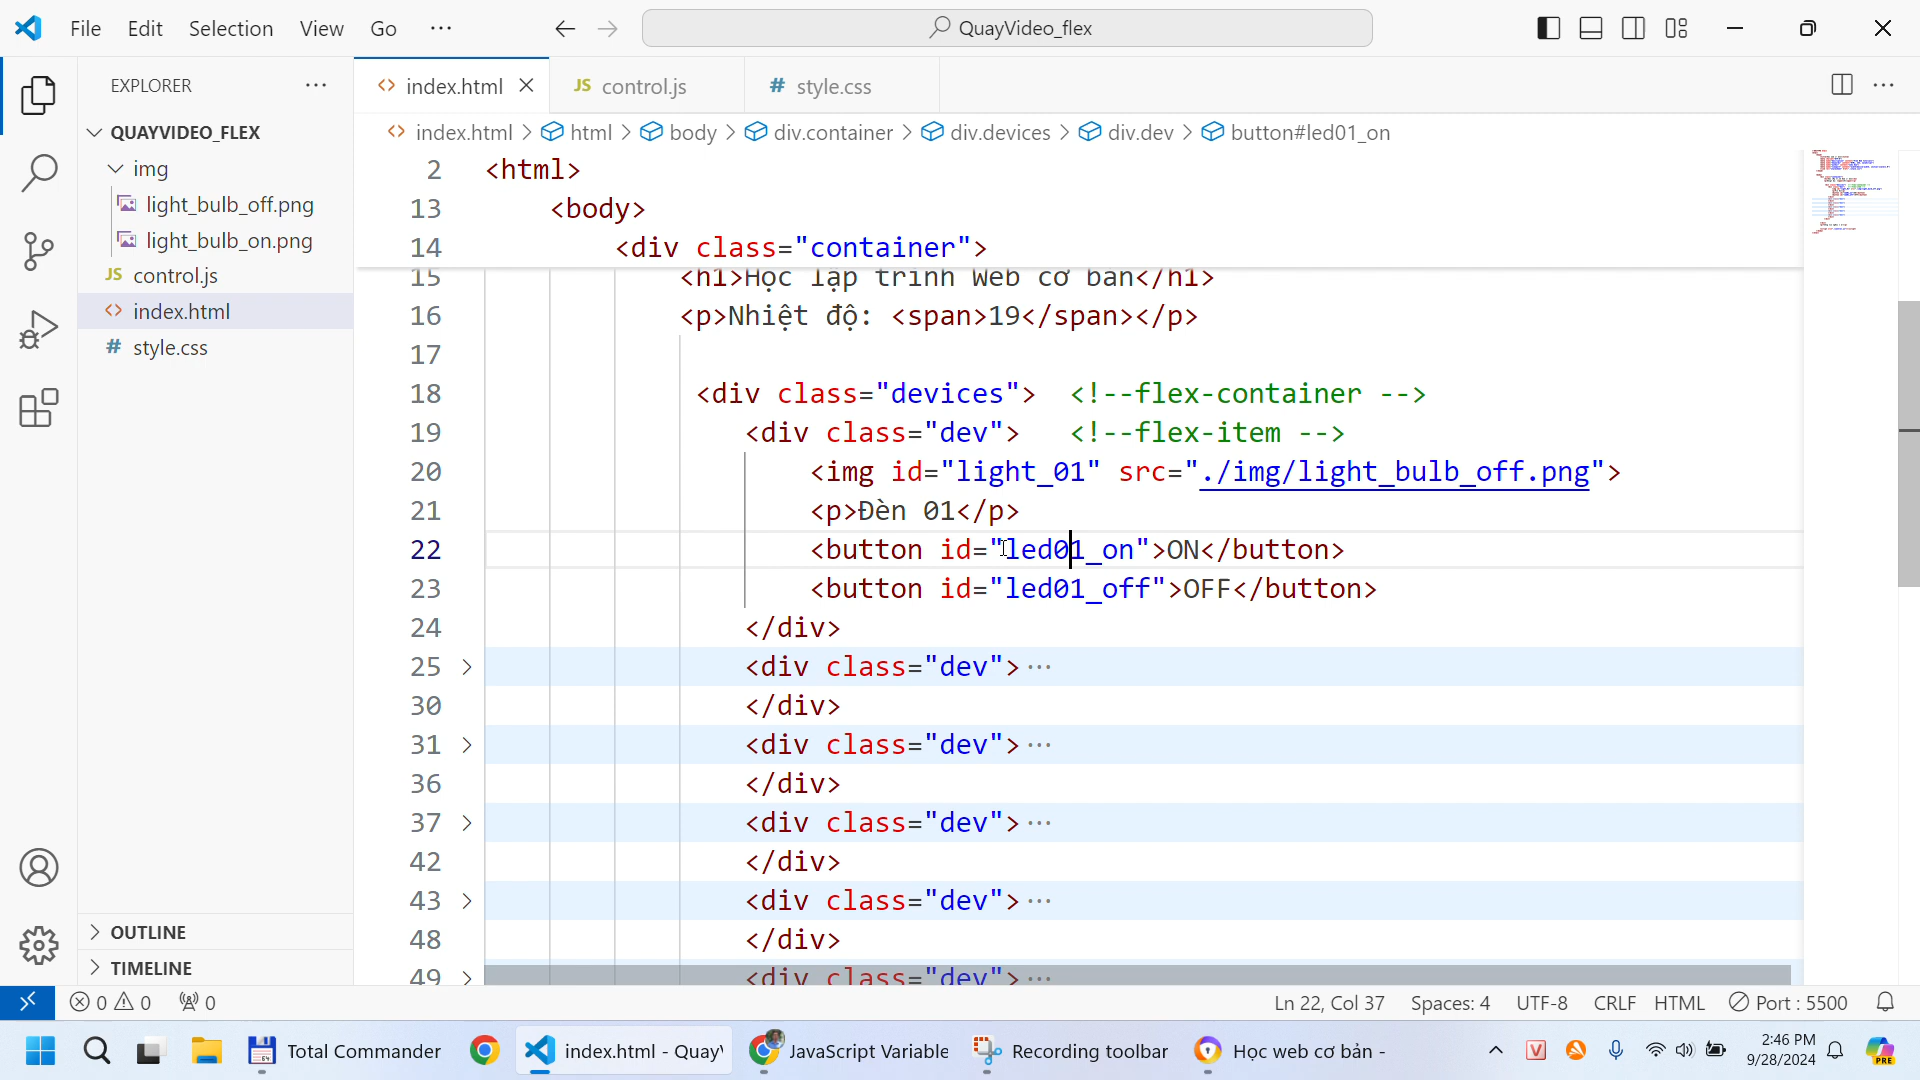 File Edit Selection View Go ···
QuayVideo_flex
EXPLORER ···
QUAYVIDEO_FLEX
img
light_bulb_off.png
light_bulb_on.png
JS control.js
<> index.html
# style.css
OUTLINE
TIMELINE
<> index.html
JS control.js
# style.css
<> index.html > html > body > div.container > div.devices > div.dev > button#led01_on
2 <html>
13 <body>
14 <div class="container">
15 <h1>Học lập trình Web cơ bản</h1>
16 <p>Nhiệt độ: <span>19</span></p>
17
18 <div class="devices"> <!--flex-container -->
19 <div class="dev"> <!--flex-item -->
20 <img id="light_01" src="./img/light_bulb_off.png">
21 <p>Đèn 01</p>
22 <button id="led01_on">ON</button>
23 <button id="led01_off">OFF</button>
24 </div>
25 <div class="dev">···
30 </div>
31 <div class="dev">···
36 </div>
37 <div class="dev">···
42 </div>
43 <div class="dev">···
48 </div>
49 <div class="dev">···
0 0 0
Ln 22, Col 37 Spaces: 4 UTF-8 CRLF HTML Port : 5500
Total Commander
index.html - Quay
JavaScript Variable
Recording toolbar
Học web cơ bản -
2:46 PM
9/28/2024